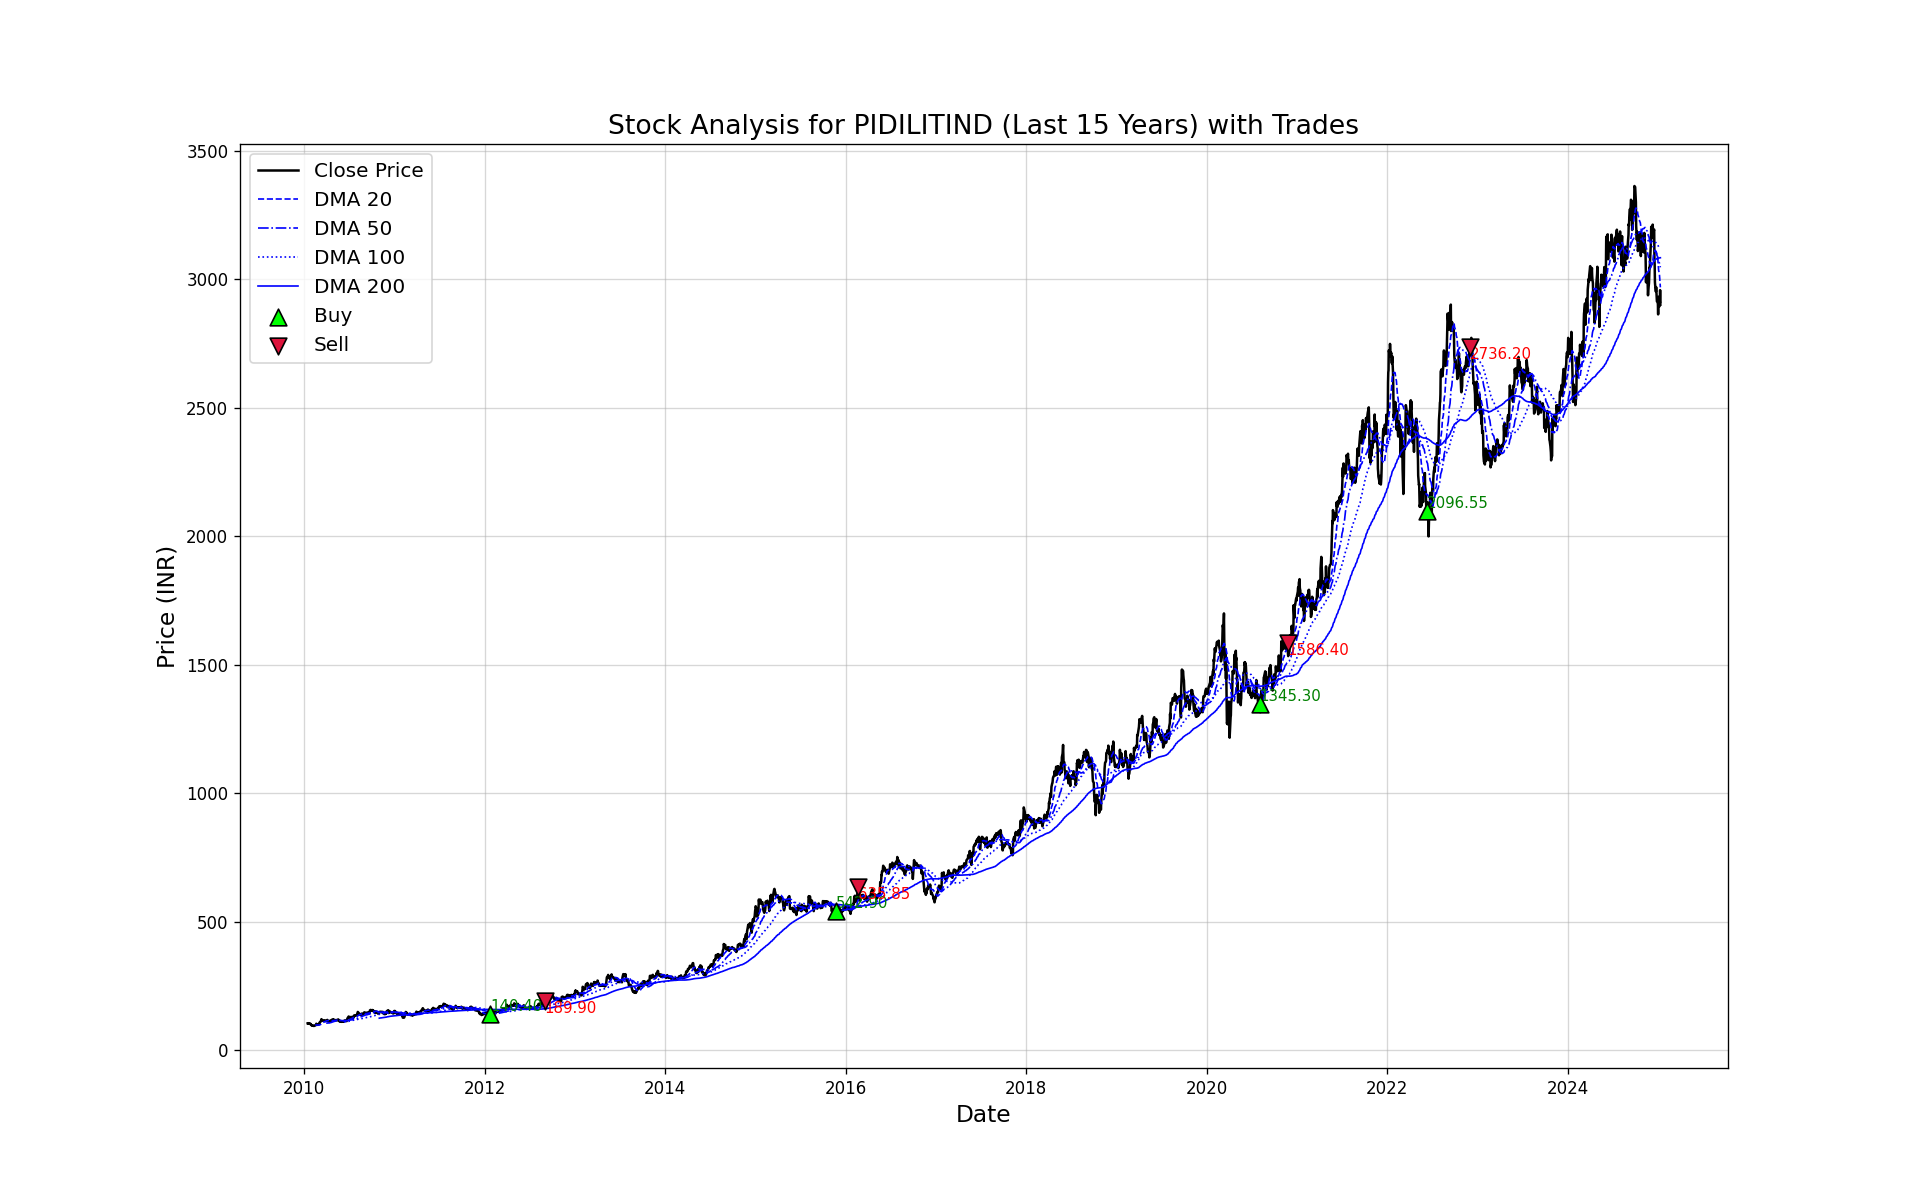 Stock Analysis for PIDILITIND (Last 15 Years) with Trades
3500
3000
2500
2000
1500
1000
500
0
Price (INR)
Close Price
DMA 20
DMA 50
DMA 100
DMA 200
Buy
Sell
2736.20
2096.55
1586.40
1345.30
189.90
2010
2012
2014
2016
2018
2020
2022
2024
Date